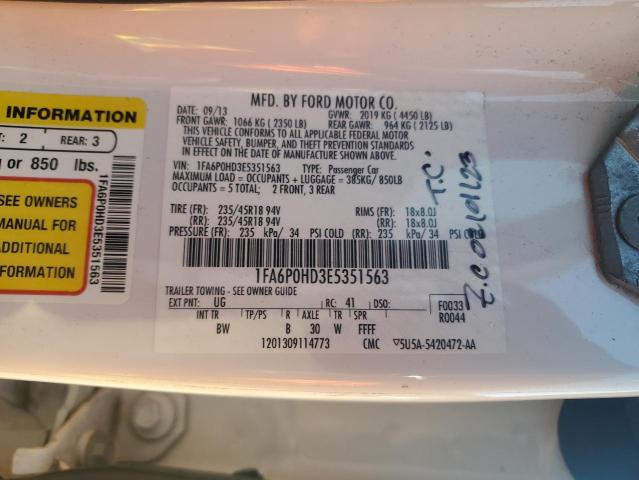 INFORMATION
: 2
REAR: 3
or 850 lbs.
SEE OWNERS
MANUAL FOR
1FA6P0HD3E5351563
MFD. BY FORD MOTOR CO.
DATE: 09/13 GVWR: 2019 KG ( 4450 LB)
FRONT GAWR: 1066 KG ( 2350 LB) REAR GAWR: 964 KG ( 2125 LB)
THIS VEHICLE CONFORMS TO ALL APPLICABLE FEDERAL MOTOR
VEHICLE SAFETY, BUMPER, AND THEFT PREVENTION STANDARDS
IN EFFECT ON THE DATE OF MANUFACTURE SHOWN ABOVE.
VIN: 1FA6P0HD3E5351563 TYPE: Passenger Car
MAXIMUM LOAD = OCCUPANTS + LUGGAGE = 385KG/ 850LB
OCCUPANTS = 5 TOTAL; 2 FRONT, 3 REAR
TIRE (FR): 235/45R18 94V RIMS (FR): 18x8.0J
(RR): 235/45R18 94V (RR): 18x8.0J
PRESSURE (FR): 235 kPa/ 34 PSI COLD (RR): 235 kPa/ 34 PSI COLD
1FA6P0HD3E5351563
TRAILER TOWING - SEE OWNER GUIDE
EXT PNT: UG RC: 41 DSO: F0033
INT TR TP/PS R AXLE TR SPR R0044
BW B 30 W FFFF
1201309114773 CMC ▽5U5A-5420472-AA
T.C.